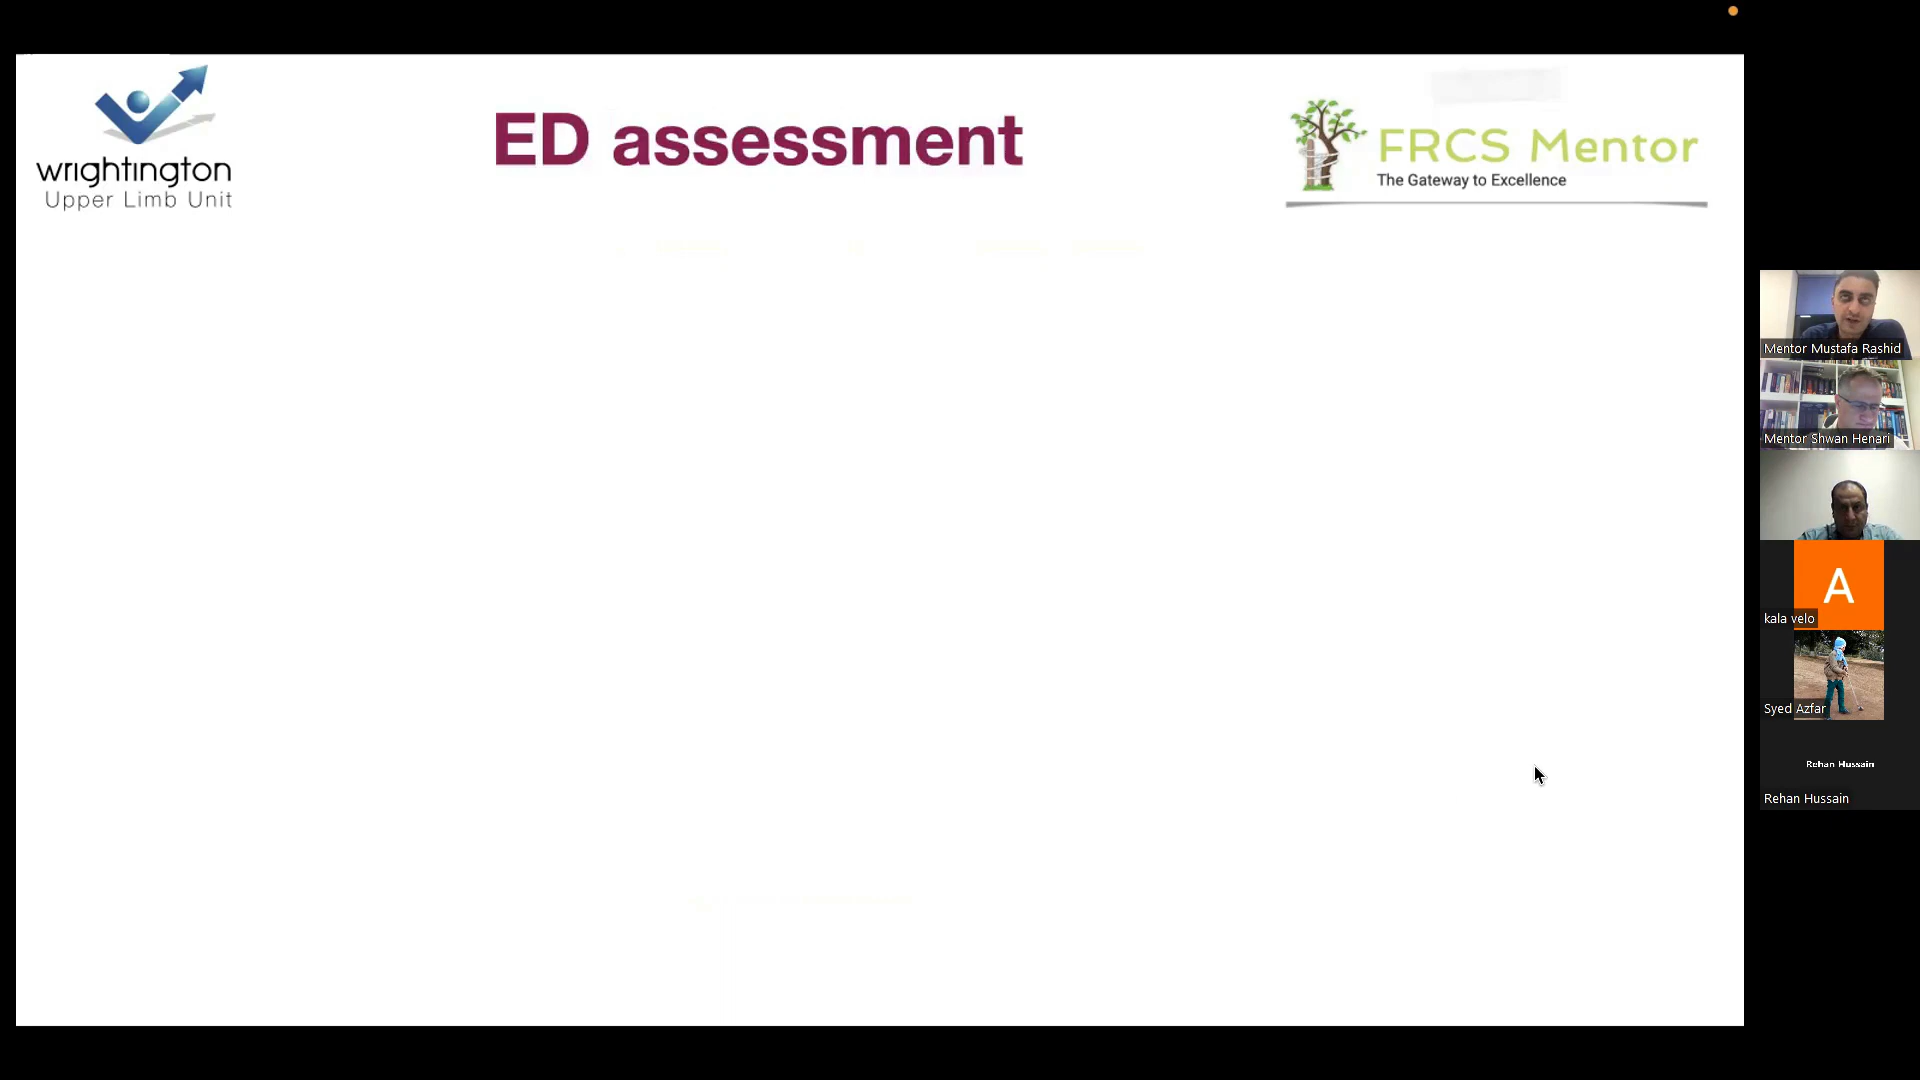 wrightington
Upper Limb Unit
ED assessment
FRCS Mentor
The Gateway to Excellence
Mentor Mustafa Rashid
Mentor Shwan Henari
A
kala velo
Syed Azfar
Rehan Hussain
Rehan Hussain